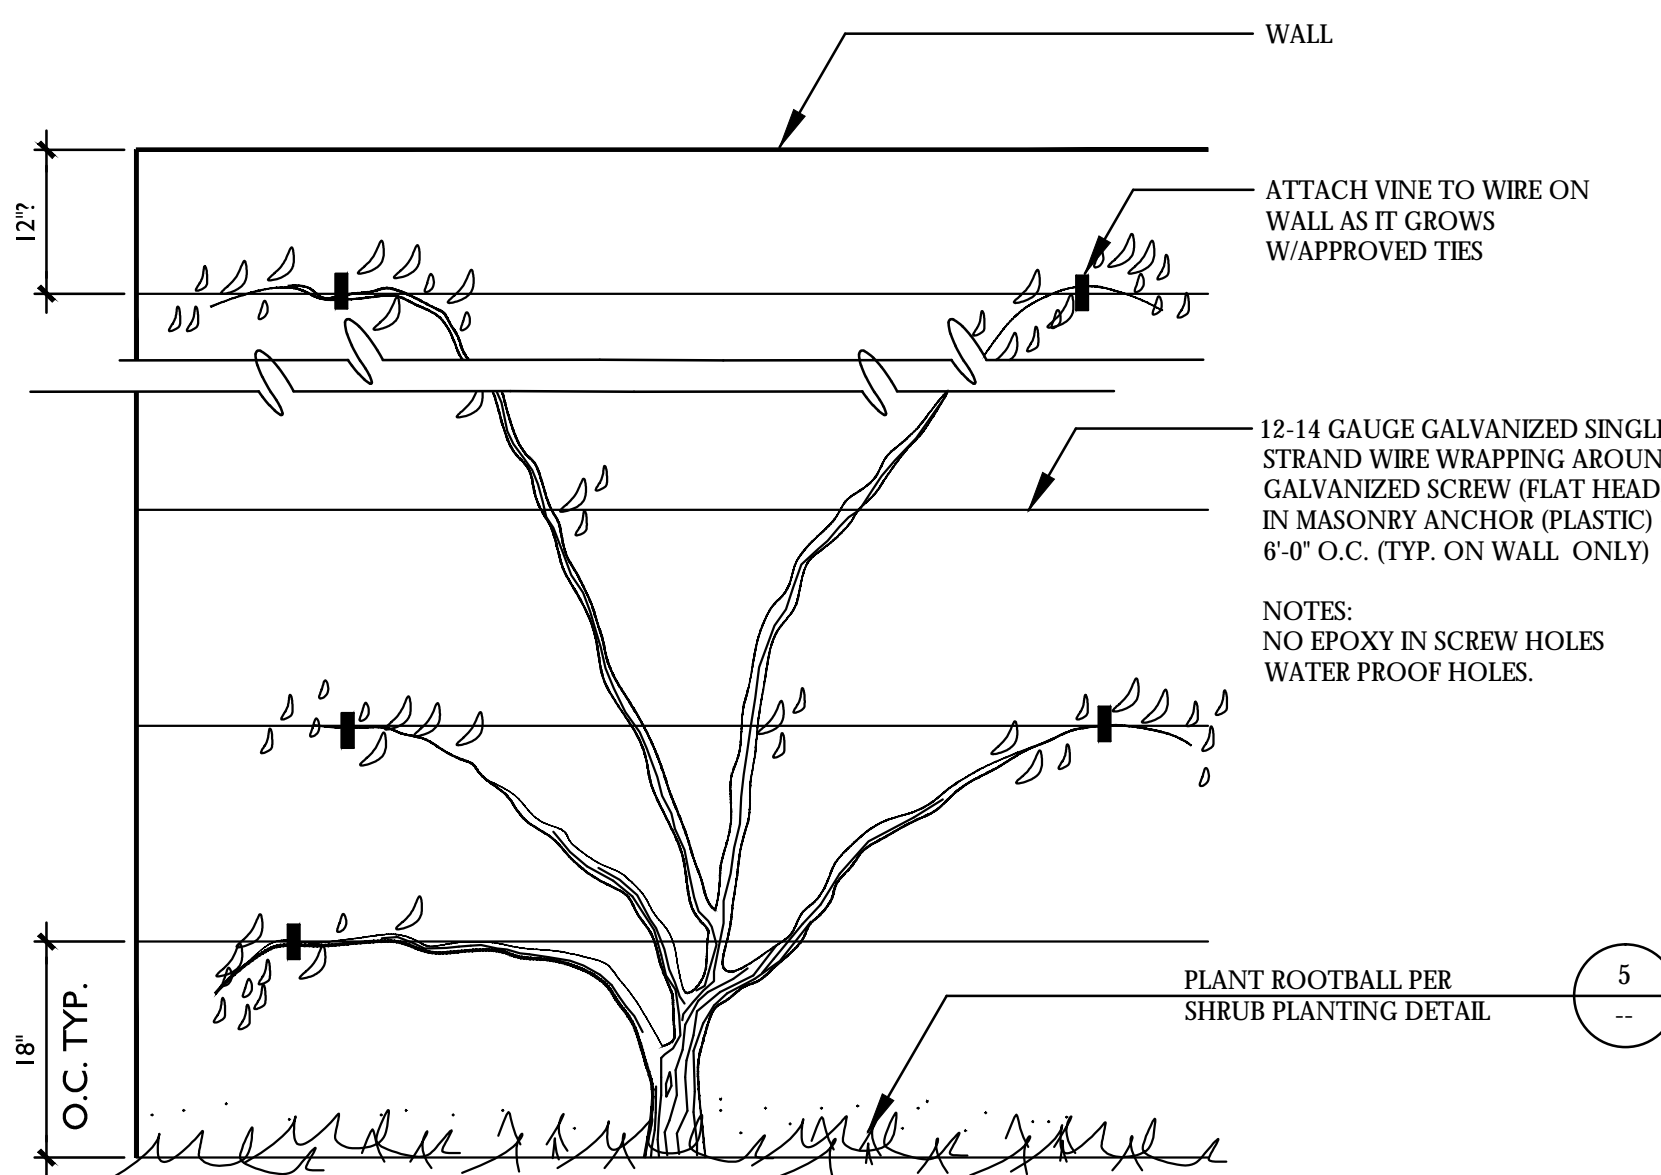 WALL
12"?
ATTACH VINE TO WIRE ON
WALL AS IT GROWS
W/APPROVED TIES
12-14 GAUGE GALVANIZED SINGL
STRAND WIRE WRAPPING AROUN
GALVANIZED SCREW (FLAT HEAD
IN MASONRY ANCHOR (PLASTIC)
6'-0" O.C. (TYP. ON WALL ONLY)
NOTES:
NO EPOXY IN SCREW HOLES
WATER PROOF HOLES.
PLANT ROOTBALL PER
SHRUB PLANTING DETAIL
5
--
18"
O.C. TYP.